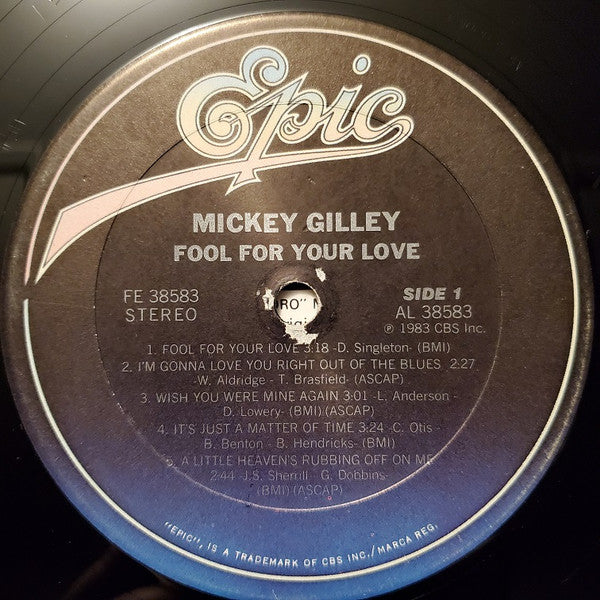 Epic
MICKEY GILLEY
FOOL FOR YOUR LOVE
FE 38583
STEREO
SIDE 1
AL 38583
℗ 1983 CBS Inc.
1. FOOL FOR YOUR LOVE 3:18 -D. Singleton- (BMI)
2. I'M GONNA LOVE YOU RIGHT OUT OF THE BLUES 2:27
-W. Aldridge - T. Brasfield- (ASCAP)
3. WISH YOU WERE MINE AGAIN 3:01 -L. Anderson -
D. Lowery- (BMI) (ASCAP)
4. IT'S JUST A MATTER OF TIME 3:24 -C. Otis -
B. Benton - B. Hendricks- (BMI)
5. A LITTLE HEAVEN'S RUBBING OFF ON ME
2:44 -J.S. Sherrill - G. Dobbins-
(BMI) (ASCAP)
"EPIC", IS A TRADEMARK OF CBS INC./MARCA REG.